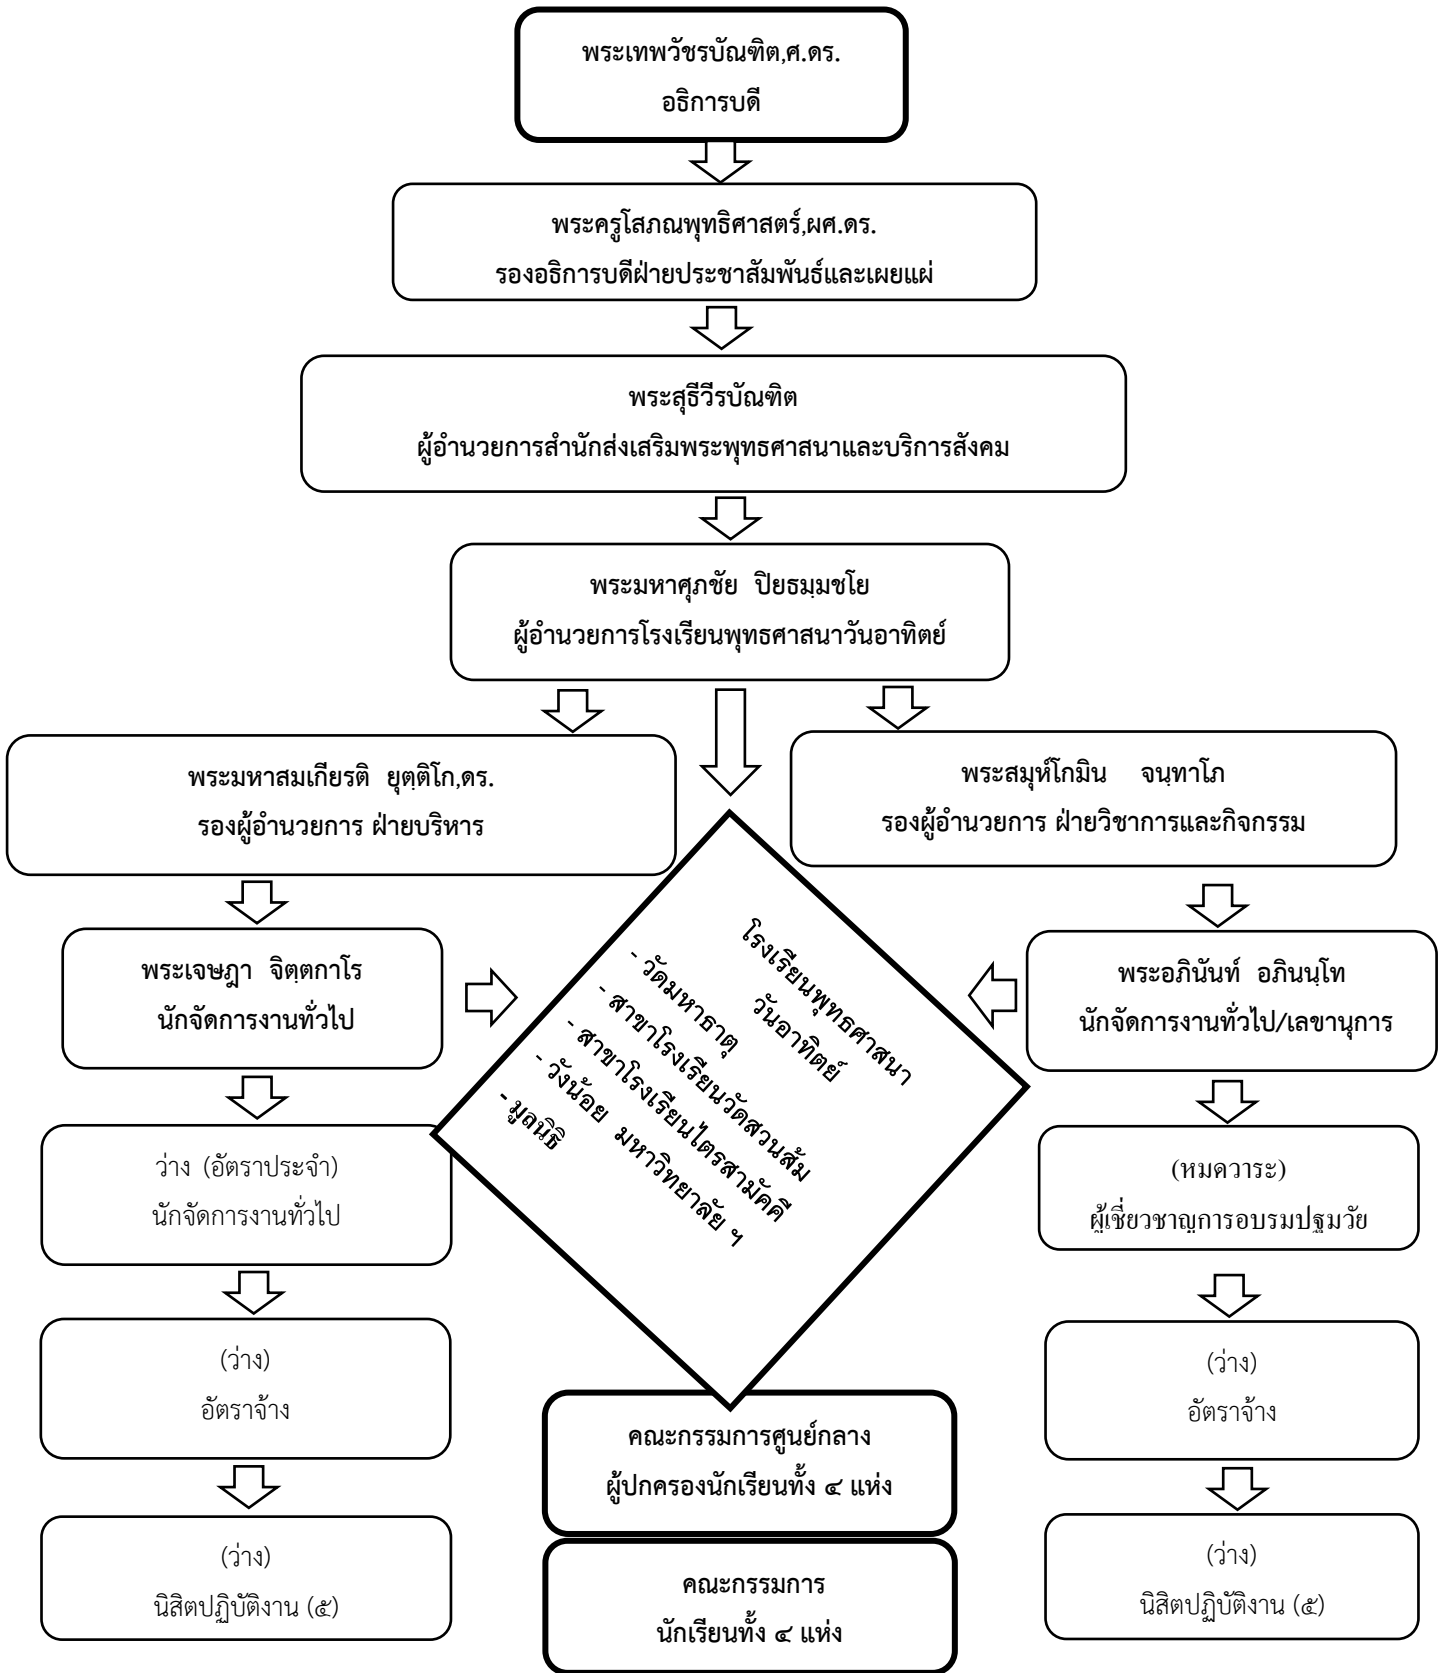 พระเทพวัชรบัณฑิต,ศ.ดร.
อธิการบดี
พระครูโสภณพุทธิศาสตร์,ผศ.ดร.
รองอธิการบดีฝ่ายประชาสัมพันธ์และเผยแผ่
พระสุธีวีรบัณฑิต
ผู้อำนวยการสำนักส่งเสริมพระพุทธศาสนาและบริการสังคม
พระมหาศุภชัย ปิยธมฺมชโย
ผู้อำนวยการโรงเรียนพุทธศาสนาวันอาทิตย์
พระมหาสมเกียรติ ยุตฺติโก,ดร.
รองผู้อำนวยการ ฝ่ายบริหาร
พระสมุห์โกมิน จนฺทาโภ
รองผู้อำนวยการ ฝ่ายวิชาการและกิจกรรม
พระเจษฎา จิตฺตกาโร
นักจัดการงานทั่วไป
โรงเรียนพุทธศาสนา
วันอาทิตย์
- วัดมหาธาตุ
- สาขาโรงเรียนวัดสวนส้ม
- สาขาโรงเรียนไตรสามัคคี
- วังน้อย มหาวิทยาลัย ฯ
- มูลนิธิ
พระอภินันท์ อภินนฺโท
นักจัดการงานทั่วไป/เลขานุการ
ว่าง (อัตราประจำ)
นักจัดการงานทั่วไป
(หมดวาระ)
ผู้เชี่ยวชาญการอบรมปฐมวัย
(ว่าง)
อัตราจ้าง
(ว่าง)
อัตราจ้าง
คณะกรรมการศูนย์กลาง
ผู้ปกครองนักเรียนทั้ง ๔ แห่ง
(ว่าง)
นิสิตปฏิบัติงาน (๕)
คณะกรรมการ
นักเรียนทั้ง ๔ แห่ง
(ว่าง)
นิสิตปฏิบัติงาน (๕)